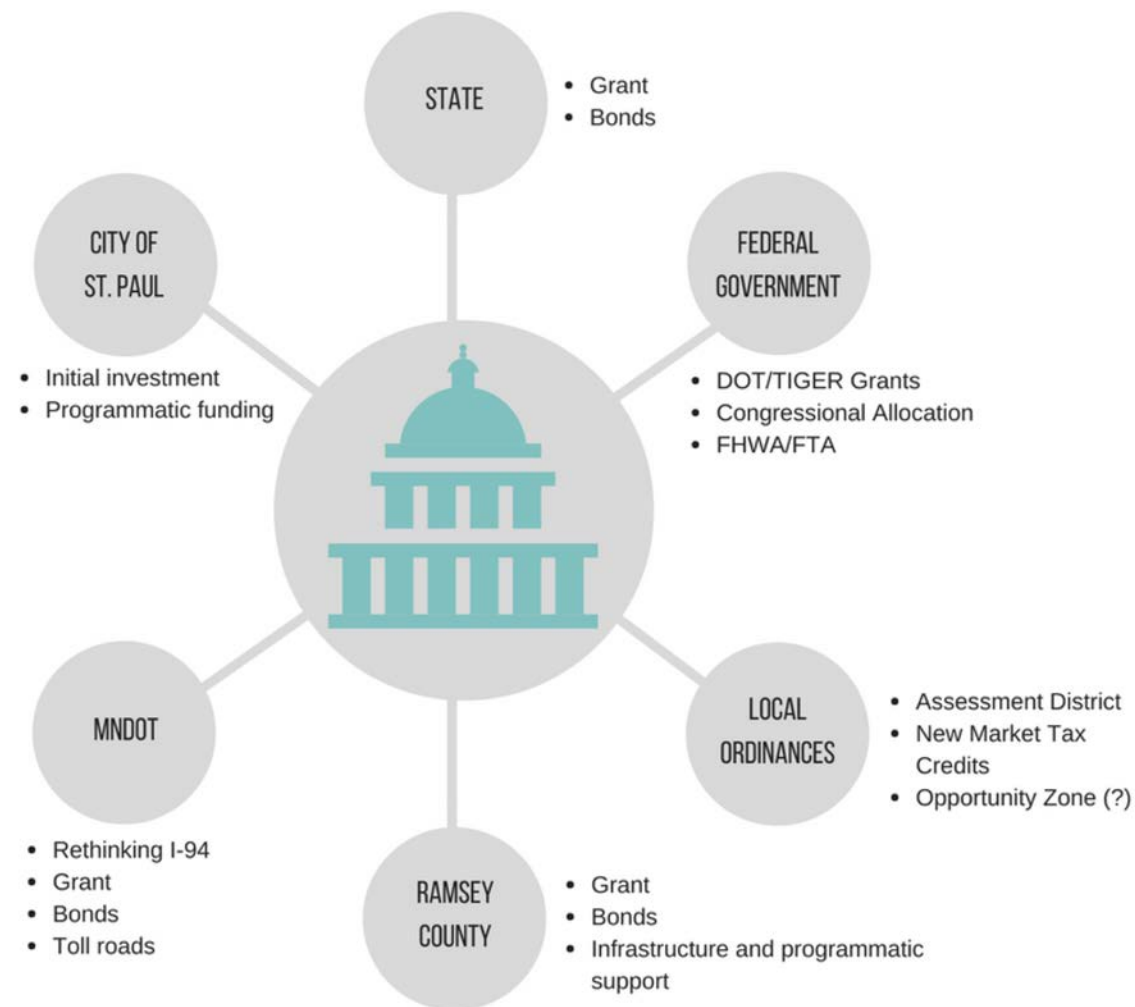 STATE
• Grant
• Bonds
CITY OF
ST. PAUL
• Initial investment
• Programmatic funding
FEDERAL
GOVERNMENT
• DOT/TIGER Grants
• Congressional Allocation
• FHWA/FTA
MNDOT
• Rethinking I-94
• Grant
• Bonds
• Toll roads
LOCAL
ORDINANCES
• Assessment District
• New Market Tax
Credits
• Opportunity Zone (?)
RAMSEY
COUNTY
• Grant
• Bonds
• Infrastructure and programmatic
support